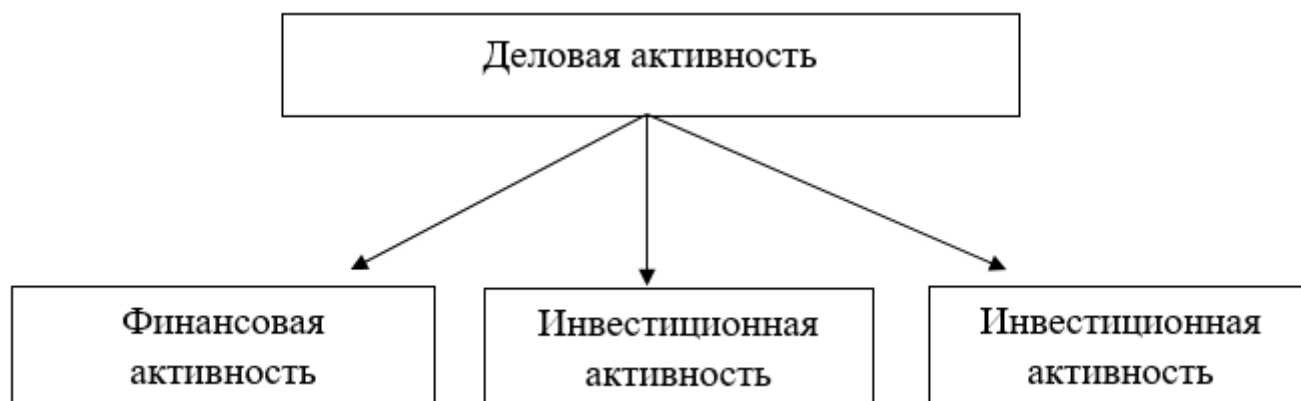 Деловая активность
Финансовая
активность
Инвестиционная
активность
Инвестиционная
активность